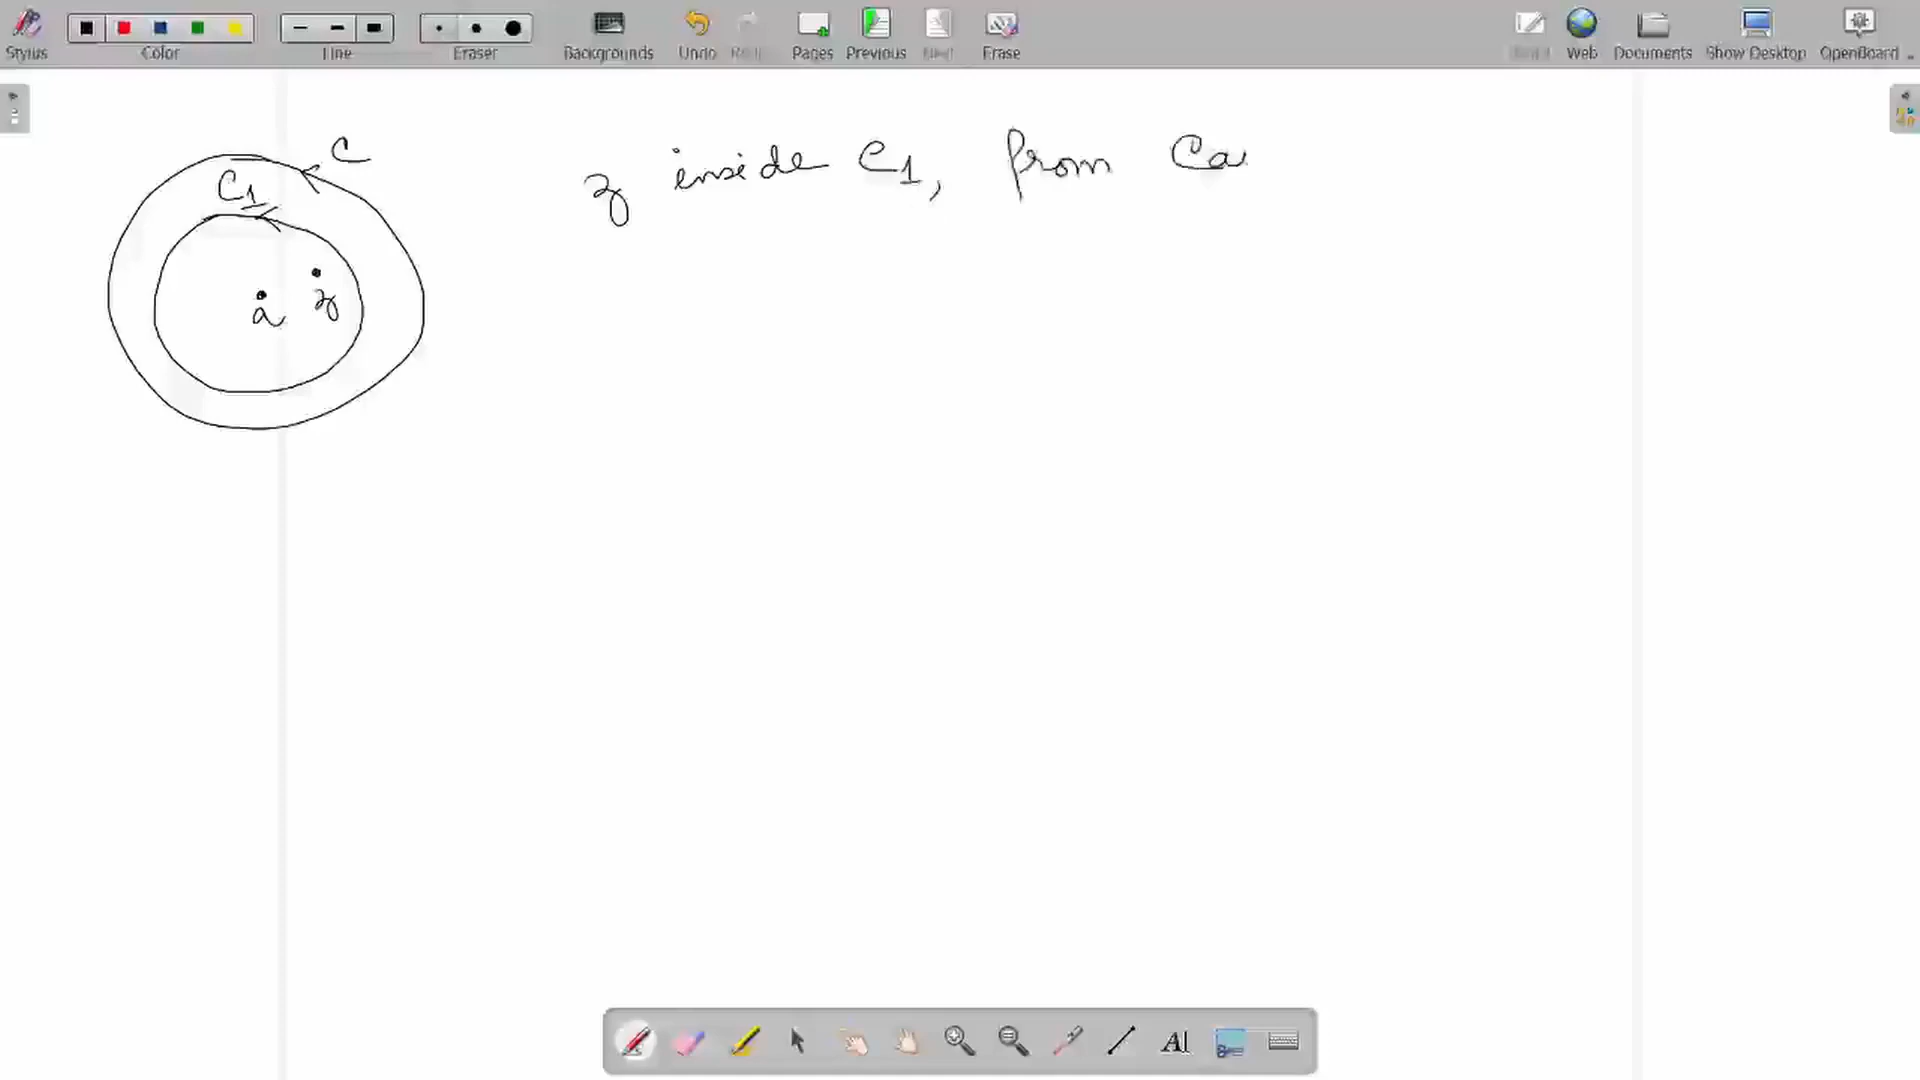 Stylus
Color
Line
Eraser
Backgrounds
Undo
Pages
Previous
Erase
Web
Documents
Show Desktop
OpenBoard
C
C1
a
z
z inside C1, from Ca
AI